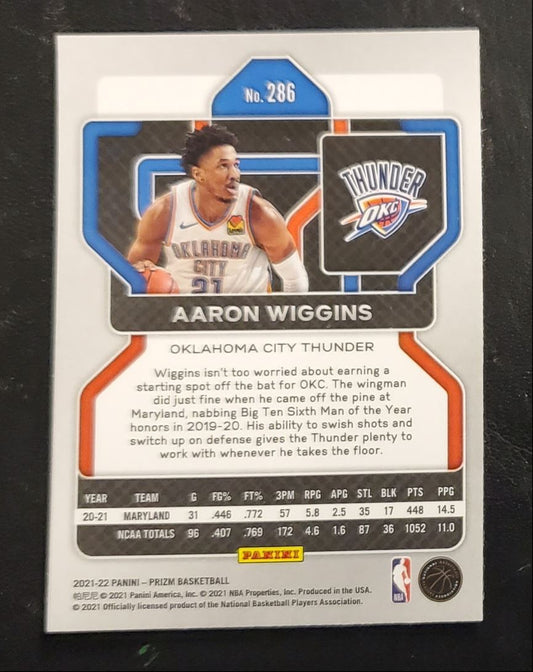 No. 286
THUNDER
OKC
OKLAHOMA
CITY
21
AARON WIGGINS
OKLAHOMA CITY THUNDER
Wiggins isn't too worried about earning a
starting spot off the bat for OKC. The wingman
did just fine when he came off the pine at
Maryland, nabbing Big Ten Sixth Man of the Year
honors in 2019-20. His ability to swish shots and
switch up on defense gives the Thunder plenty to
work with whenever he takes the floor.
YEAR TEAM G FG% FT% 3PM RPG APG STL BLK PTS PPG
20-21 MARYLAND 31 .446 .772 57 5.8 2.5 35 17 448 14.5
NCAA TOTALS 96 .407 .769 172 4.6 1.6 87 36 1052 11.0
PANINI
2021-22 PANINI – PRIZM BASKETBALL
帕尼尼 © 2021 Panini America, Inc. © 2021 NBA Properties, Inc. Produced in the USA.
© 2021 Officially licensed product of the National Basketball Players Association.
NBA